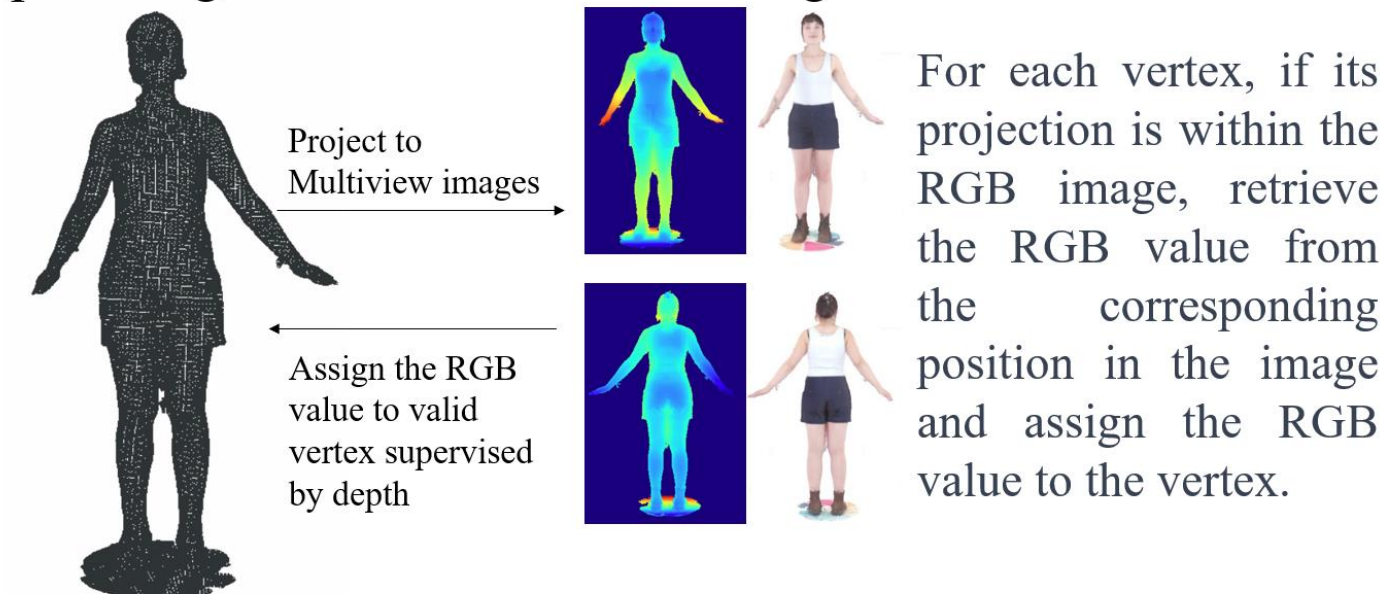 Project to
Multiview images
Assign the RGB
value to valid
vertex supervised
by depth
For each vertex, if its
projection is within the
RGB image, retrieve
the RGB value from
the corresponding
position in the image
and assign the RGB
value to the vertex.